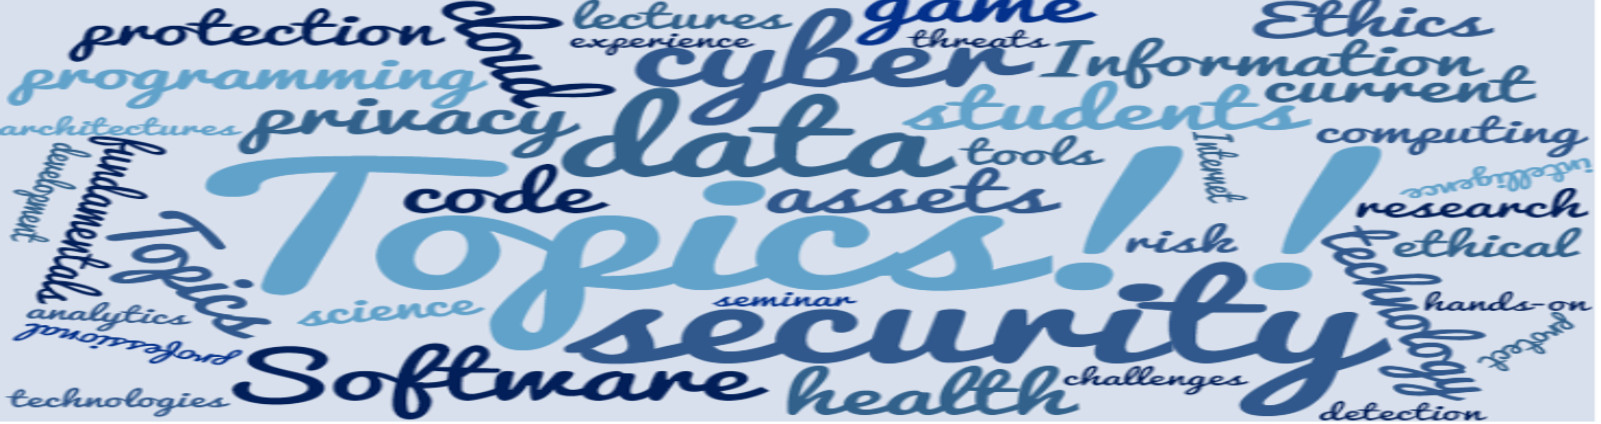 protection
Cloud
lectures
experience
cyber
game
threats
Ethics
Information
programming
current
students
architectures
privacy
data
tools
Internet
computing
development
fundamentals
code
assets
Topics!!
intelligence
research
risk
ethical
Topics
technology
science
seminar
security
hands-on
analytics
professional
protect
Software
health
challenges
technologies
detection